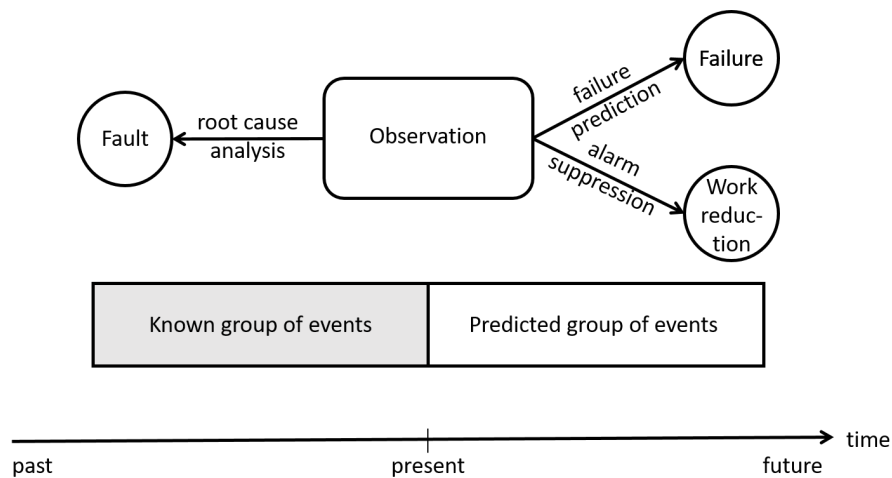 Failure
failure
prediction
Fault
root cause
analysis
Observation
alarm
suppression
Work
reduc-
tion
Known group of events
Predicted group of events
time
past
present
future